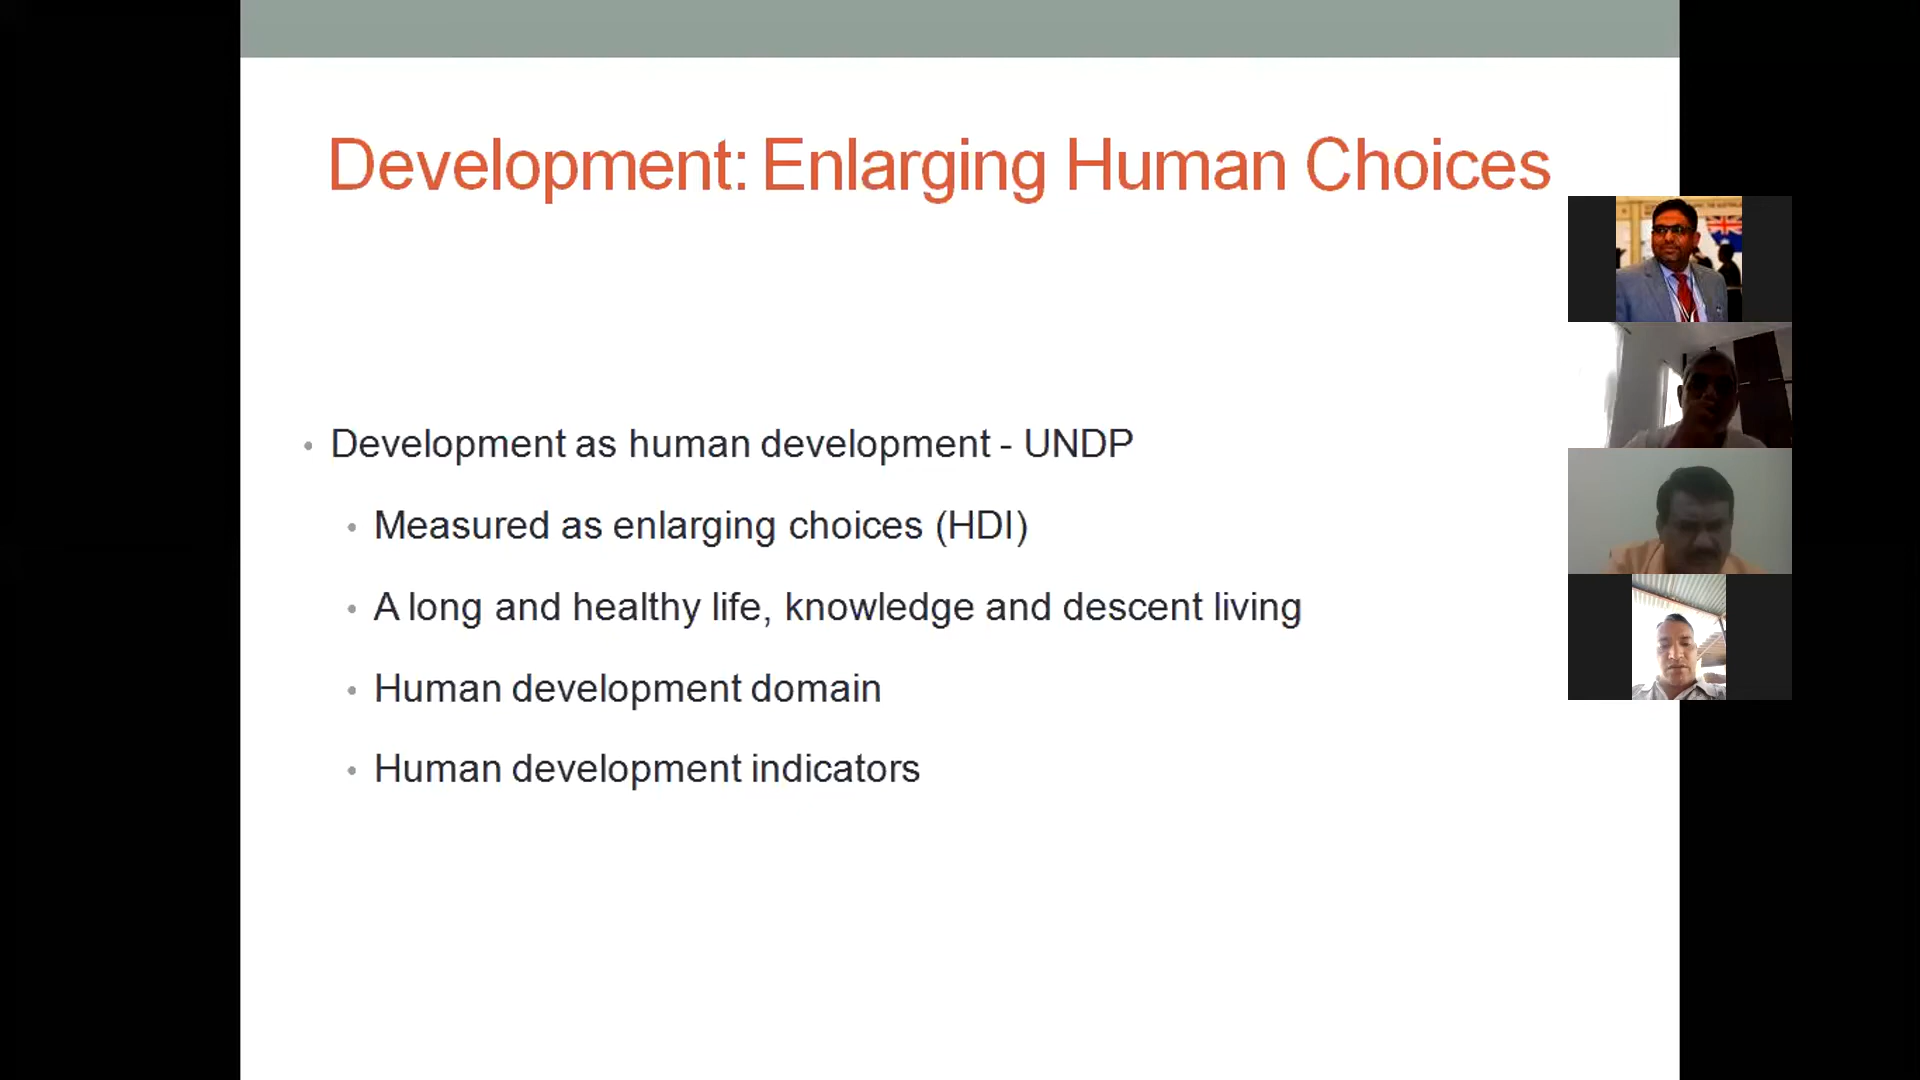 Development: Enlarging Human Choices
• Development as human development - UNDP
• Measured as enlarging choices (HDI)
• A long and healthy life, knowledge and descent living
• Human development domain
• Human development indicators